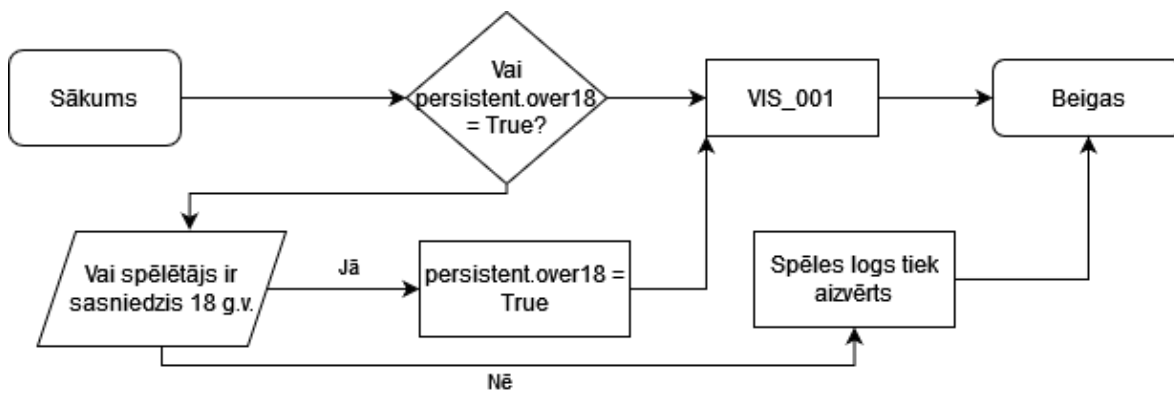 Sākums
Vai
persistent.over18
= True?
VIS_001
Beigas
Vai spēlētājs ir
sasniedzis 18 g.v.
Jā
persistent.over18 =
True
Spēles logs tiek
aizvērts
Nē